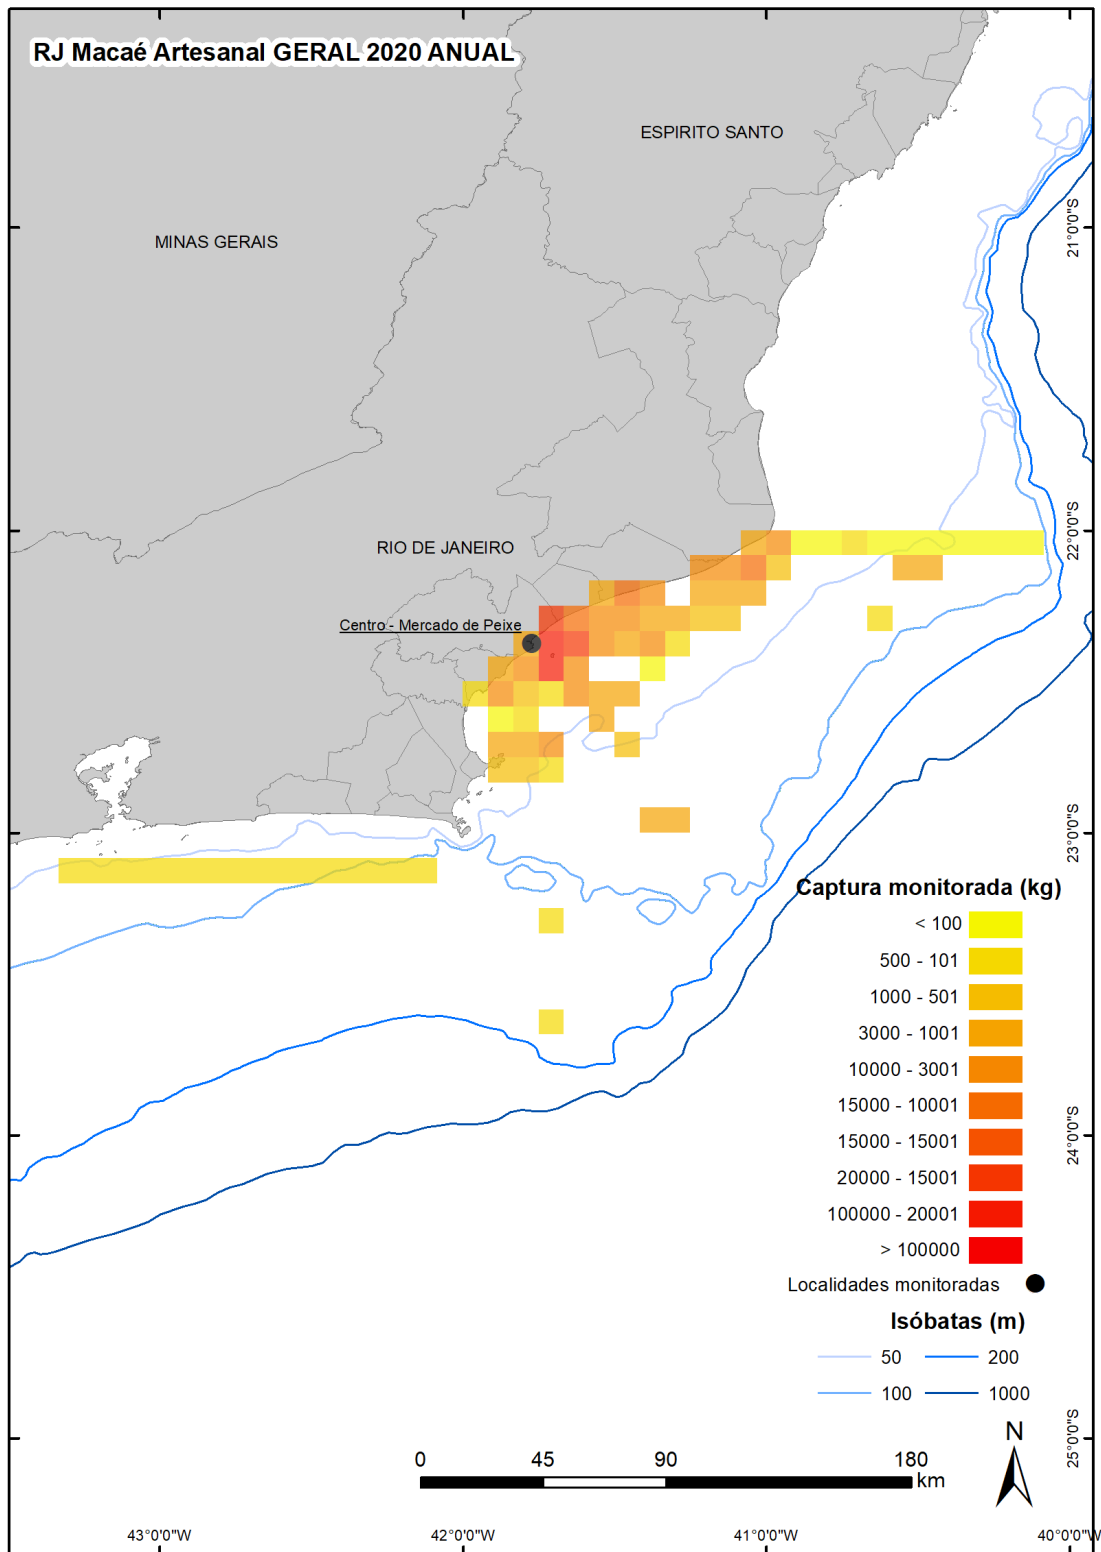 RJ Macaé Artesanal GERAL 2020 ANUAL
ESPIRITO SANTO
MINAS GERAIS
21°0'0"S
22°0'0"S
RIO DE JANEIRO
Centro - Mercado de Peixe
23°0'0"S
Captura monitorada (kg)
< 100
500 - 101
1000 - 501
3000 - 1001
10000 - 3001
15000 - 10001
15000 - 15001
20000 - 15001
100000 - 20001
> 100000
24°0'0"S
Localidades monitoradas
Isóbatas (m)
50 200
100 1000
N
25°0'0"S
0 45 90 180
km
43°0'0"W 42°0'0"W 41°0'0"W 40°0'0"W